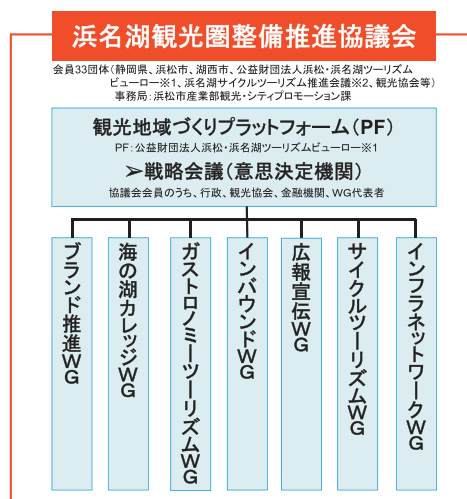 浜名湖観光圏整備推進協議会
会員33団体（静岡県、浜松市、湖西市、公益財団法人浜松・浜名湖ツーリズム
ビューロー※1、浜名湖サイクルツーリズム推進会議※2、観光協会等）
事務局：浜松市産業部観光・シティプロモーション課
観光地域づくりプラットフォーム（PF）
PF：公益財団法人浜松・浜名湖ツーリズムビューロー※1
➢戦略会議（意思決定機関）
協議会会員のうち、行政、観光協会、金融機関、WG代表者
ブランド推進WG
海の湖カレッジWG
ガストロノミーツーリズムWG
インバウンドWG
広報宣伝WG
サイクルツーリズムWG
インフラネットワークWG